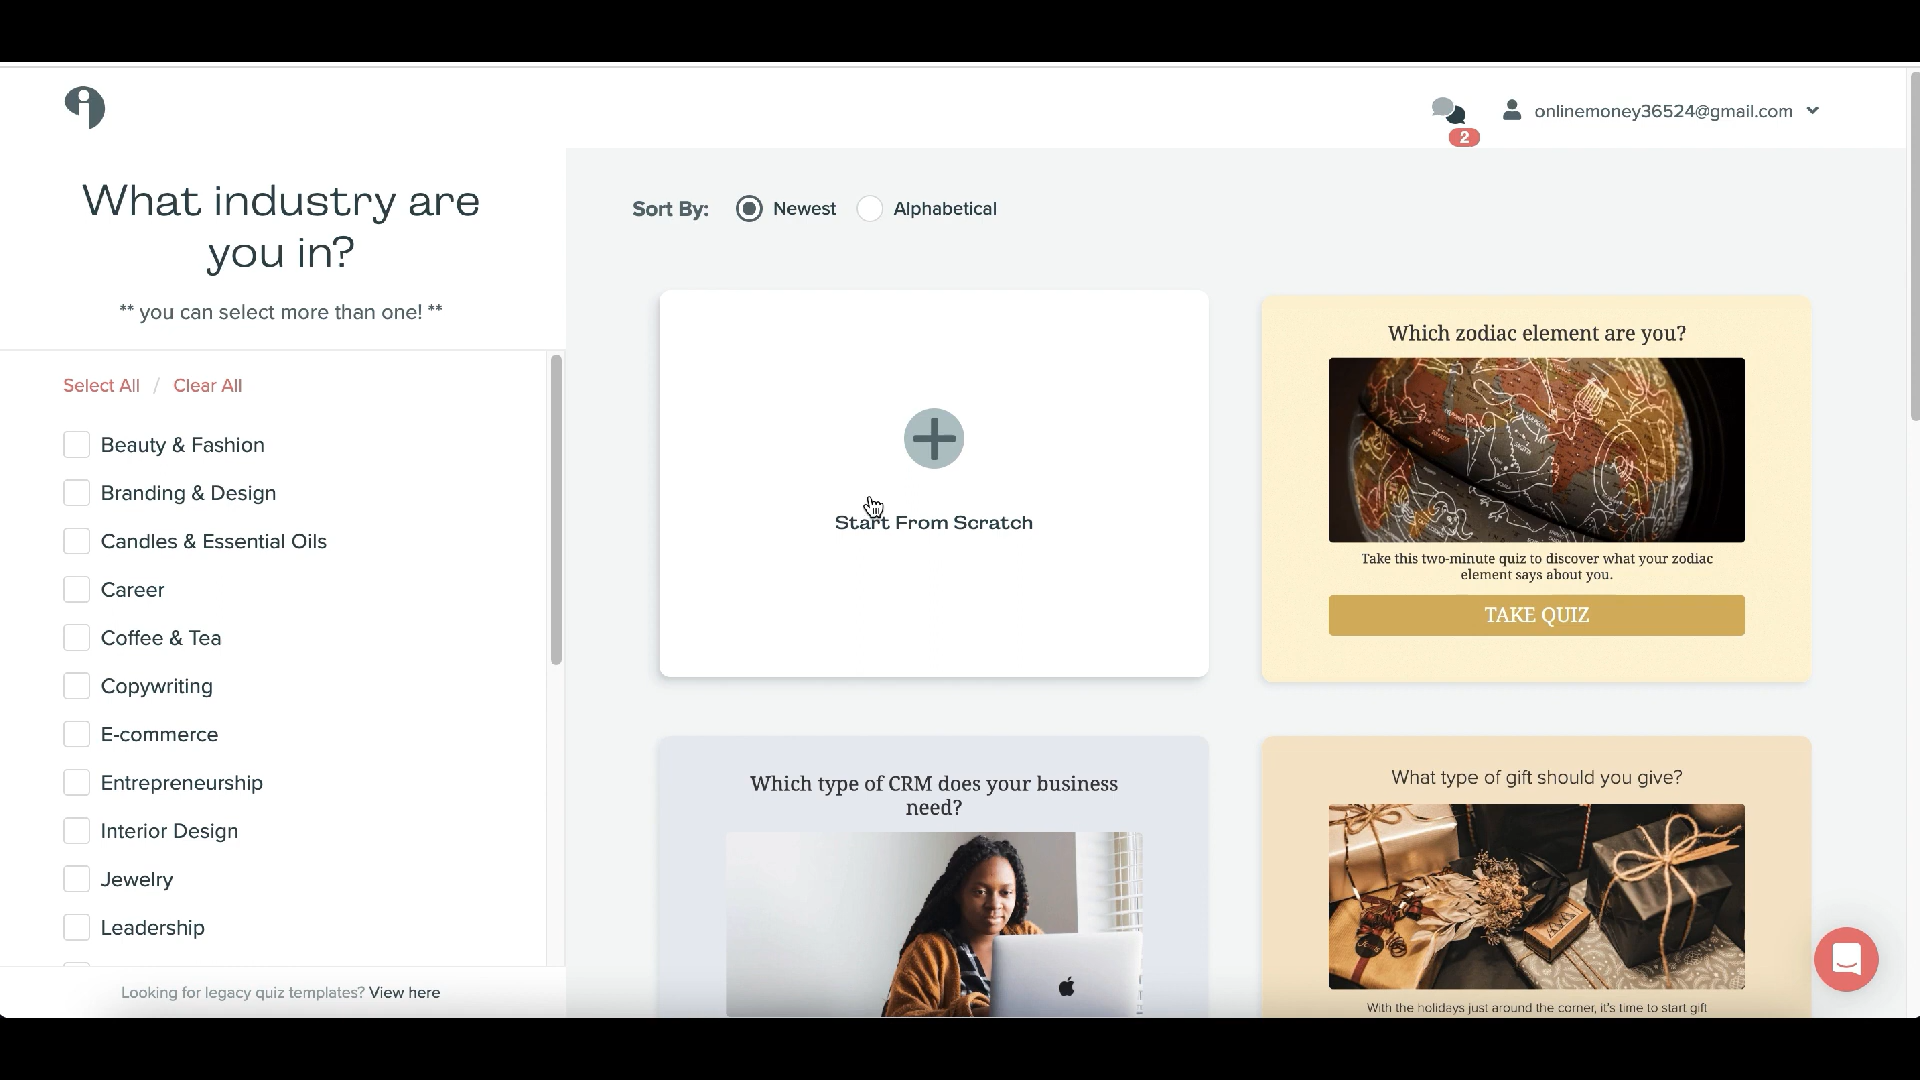 onlinemoney36524@gmail.com
2
What industry are
you in?
** you can select more than one! **
Select All / Clear All
Beauty & Fashion
Branding & Design
Candles & Essential Oils
Career
Coffee & Tea
Copywriting
E-commerce
Entrepreneurship
Interior Design
Jewelry
Leadership
Looking for legacy quiz templates? View here
Sort By: Newest Alphabetical
Start From Scratch
Which zodiac element are you?
Take this two-minute quiz to discover what your zodiac
element says about you.
TAKE QUIZ
Which type of CRM does your business
need?
What type of gift should you give?
With the holidays just around the corner, it's time to start gift